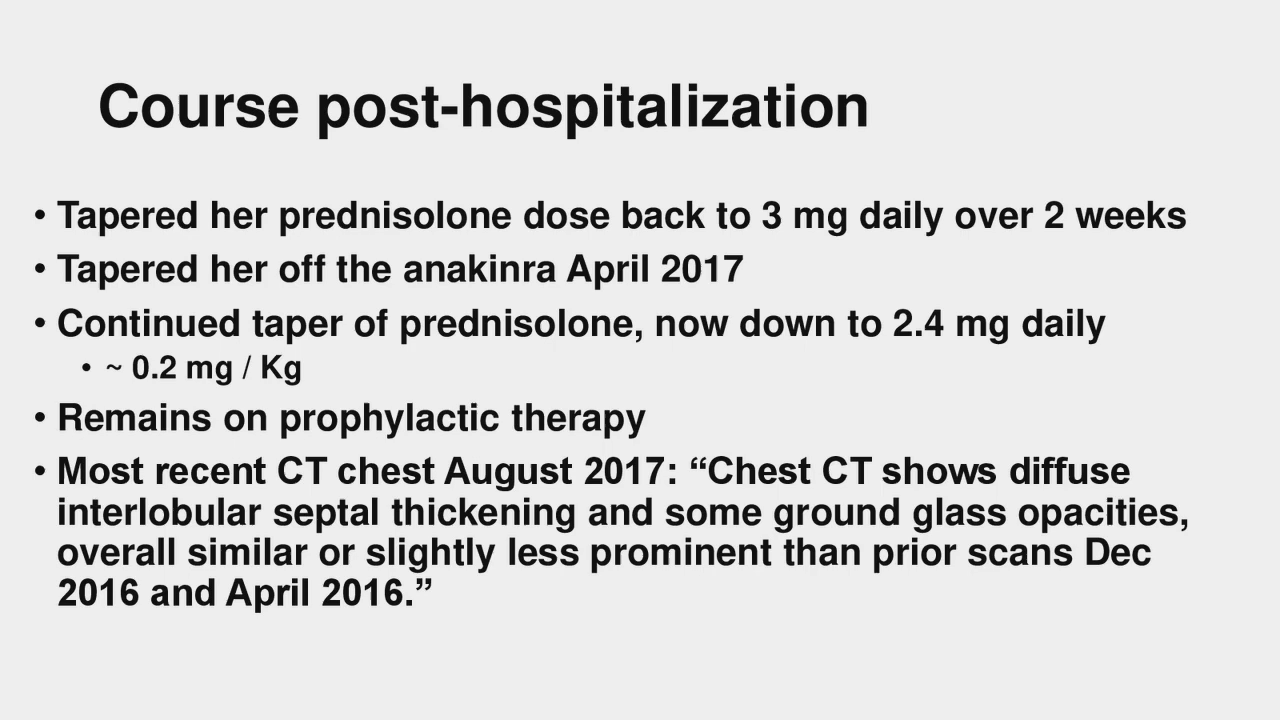 Course post-hospitalization
• Tapered her prednisolone dose back to 3 mg daily over 2 weeks
• Tapered her off the anakinra April 2017
• Continued taper of prednisolone, now down to 2.4 mg daily
• ~ 0.2 mg / Kg
• Remains on prophylactic therapy
• Most recent CT chest August 2017: “Chest CT shows diffuse
interlobular septal thickening and some ground glass opacities,
overall similar or slightly less prominent than prior scans Dec
2016 and April 2016.”